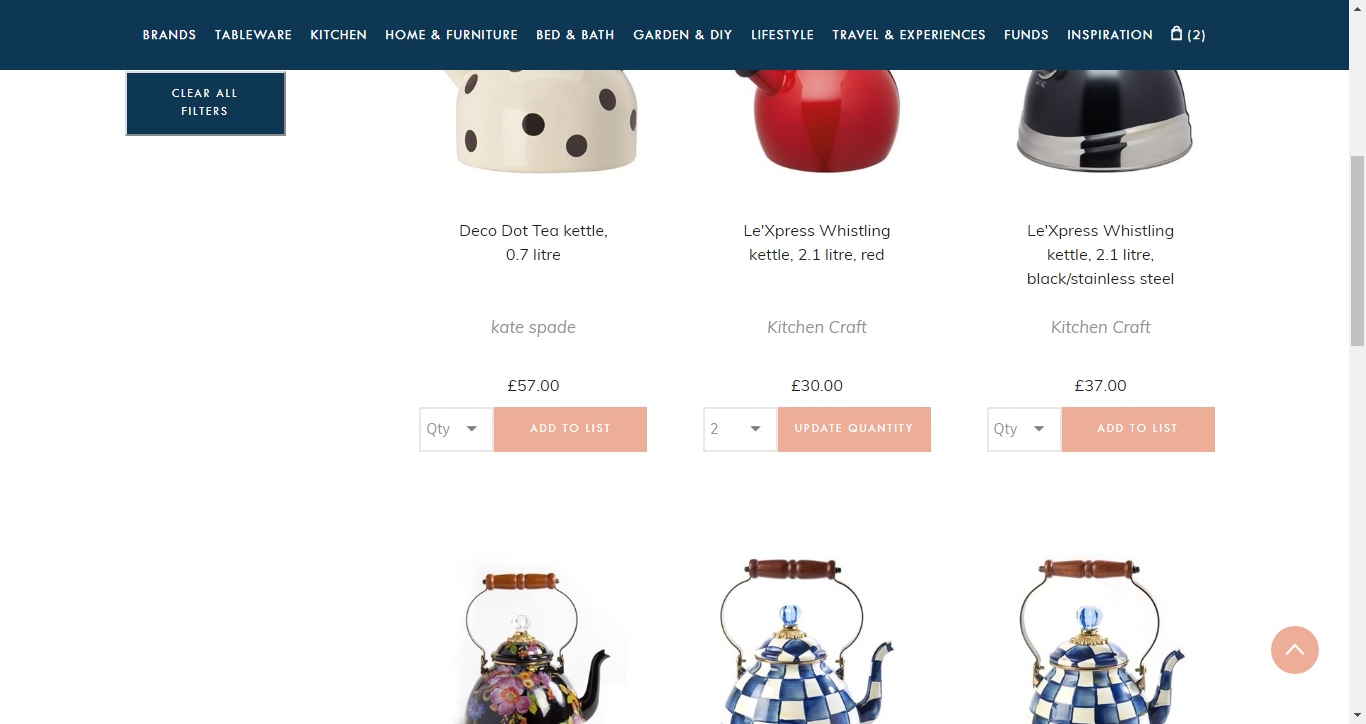 BRANDS TABLEWARE KITCHEN HOME & FURNITURE BED & BATH GARDEN & DIY LIFESTYLE TRAVEL & EXPERIENCES FUNDS INSPIRATION (2)
CLEAR ALL
FILTERS
Deco Dot Tea kettle,
0.7 litre
kate spade
£57.00
Qty ADD TO LIST
Le'Xpress Whistling
kettle, 2.1 litre, red
Kitchen Craft
£30.00
2 UPDATE QUANTITY
Le'Xpress Whistling
kettle, 2.1 litre,
black/stainless steel
Kitchen Craft
£37.00
Qty ADD TO LIST